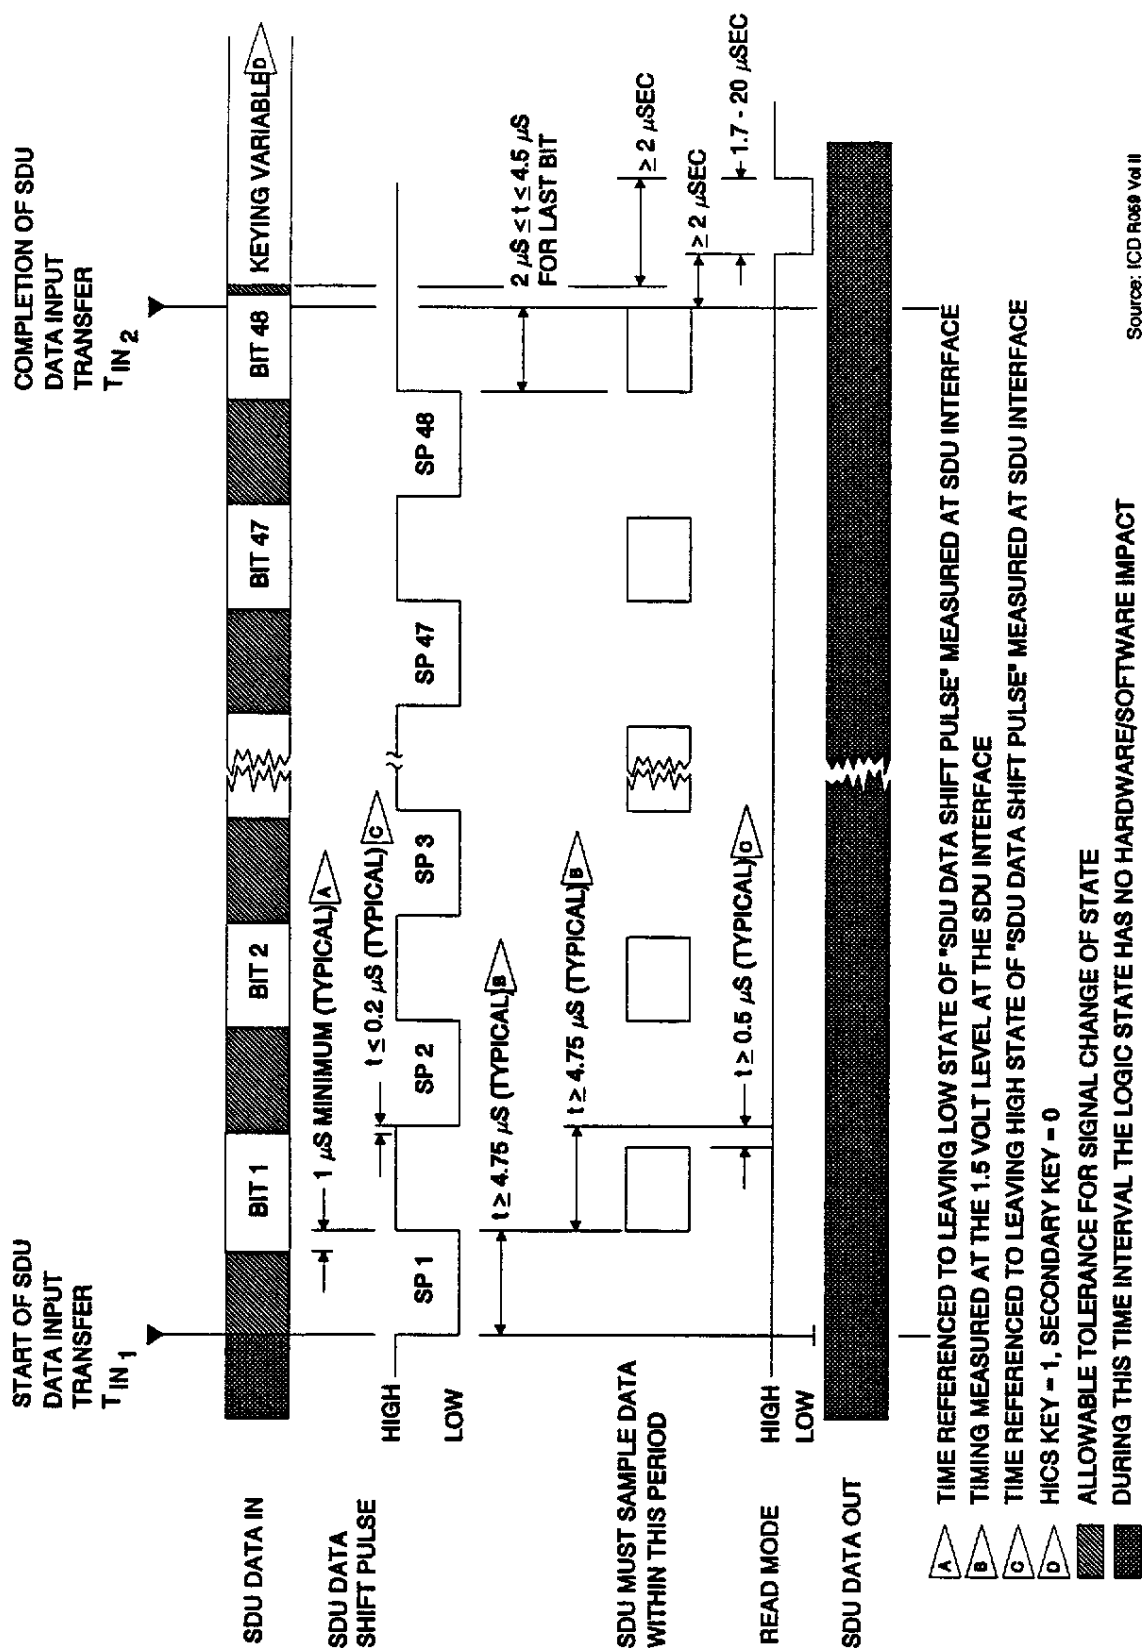 START OF SDU
DATA INPUT
TRANSFER
T IN 1
COMPLETION OF SDU
DATA INPUT
TRANSFER
T IN 2
SDU DATA IN
BIT 1
BIT 2
BIT 47
BIT 48
KEYING VARIABLE D
1 µS MINIMUM (TYPICAL) A
t ≤ 0.2 µS (TYPICAL) C
SDU DATA
SHIFT PULSE
HIGH
LOW
SP 1
SP 2
SP 3
SP 47
SP 48
t ≥ 4.75 µS (TYPICAL) B
2 µS ≤ t ≤ 4.5 µS
FOR LAST BIT
t ≥ 4.75 µS (TYPICAL) B
SDU MUST SAMPLE DATA
WITHIN THIS PERIOD
≥ 2 µSEC
≥ 2 µSEC
t ≥ 0.5 µS (TYPICAL)
1.7 - 20 µSEC
READ MODE
HIGH
LOW
SDU DATA OUT
A TIME REFERENCED TO LEAVING LOW STATE OF "SDU DATA SHIFT PULSE" MEASURED AT SDU INTERFACE
B TIMING MEASURED AT THE 1.5 VOLT LEVEL AT THE SDU INTERFACE
C TIME REFERENCED TO LEAVING HIGH STATE OF "SDU DATA SHIFT PULSE" MEASURED AT SDU INTERFACE
D HICS KEY = 1, SECONDARY KEY = 0
ALLOWABLE TOLERANCE FOR SIGNAL CHANGE OF STATE
DURING THIS TIME INTERVAL THE LOGIC STATE HAS NO HARDWARE/SOFTWARE IMPACT
Source: ICD R059 Vol II